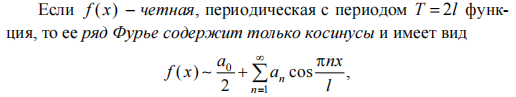 Если f(x) – четная, периодическая с периодом T = 2l функ-
ция, то ее ряд Фурье содержит только косинусы и имеет вид
f(x) ~ a₀/2 + ∑_{n=1}^{∞} aₙ cos πnx/l,